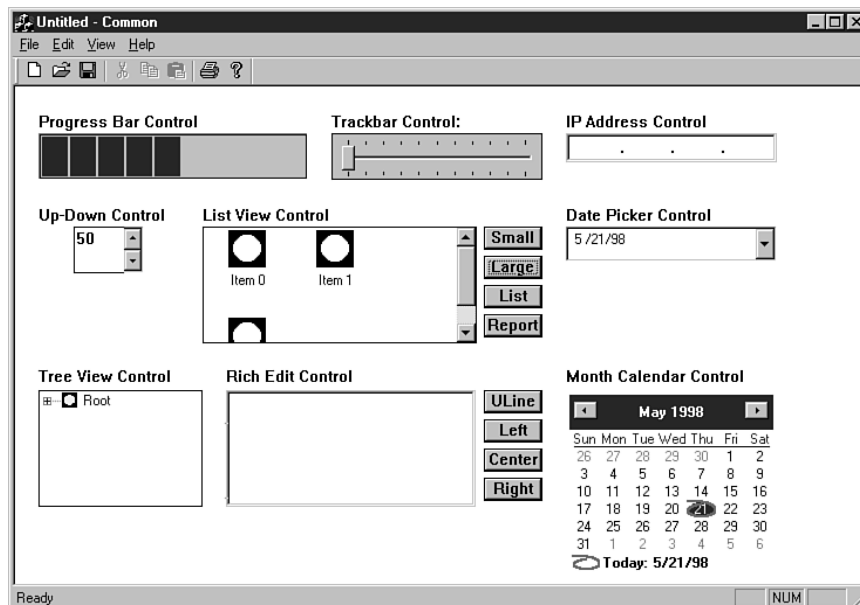 Untitled - Common
File Edit View Help
Progress Bar Control
Trackbar Control:
IP Address Control
. . .
Up-Down Control
50
List View Control
Item 0 Item 1
Small
Large
List
Report
Date Picker Control
5 /21/98
Tree View Control
Root
Rich Edit Control
ULine
Left
Center
Right
Month Calendar Control
May 1998
Sun Mon Tue Wed Thu Fri Sat
26 27 28 29 30 1 2
3 4 5 6 7 8 9
10 11 12 13 14 15 16
17 18 19 20 21 22 23
24 25 26 27 28 29 30
31 1 2 3 4 5 6
Today: 5/21/98
Ready NUM